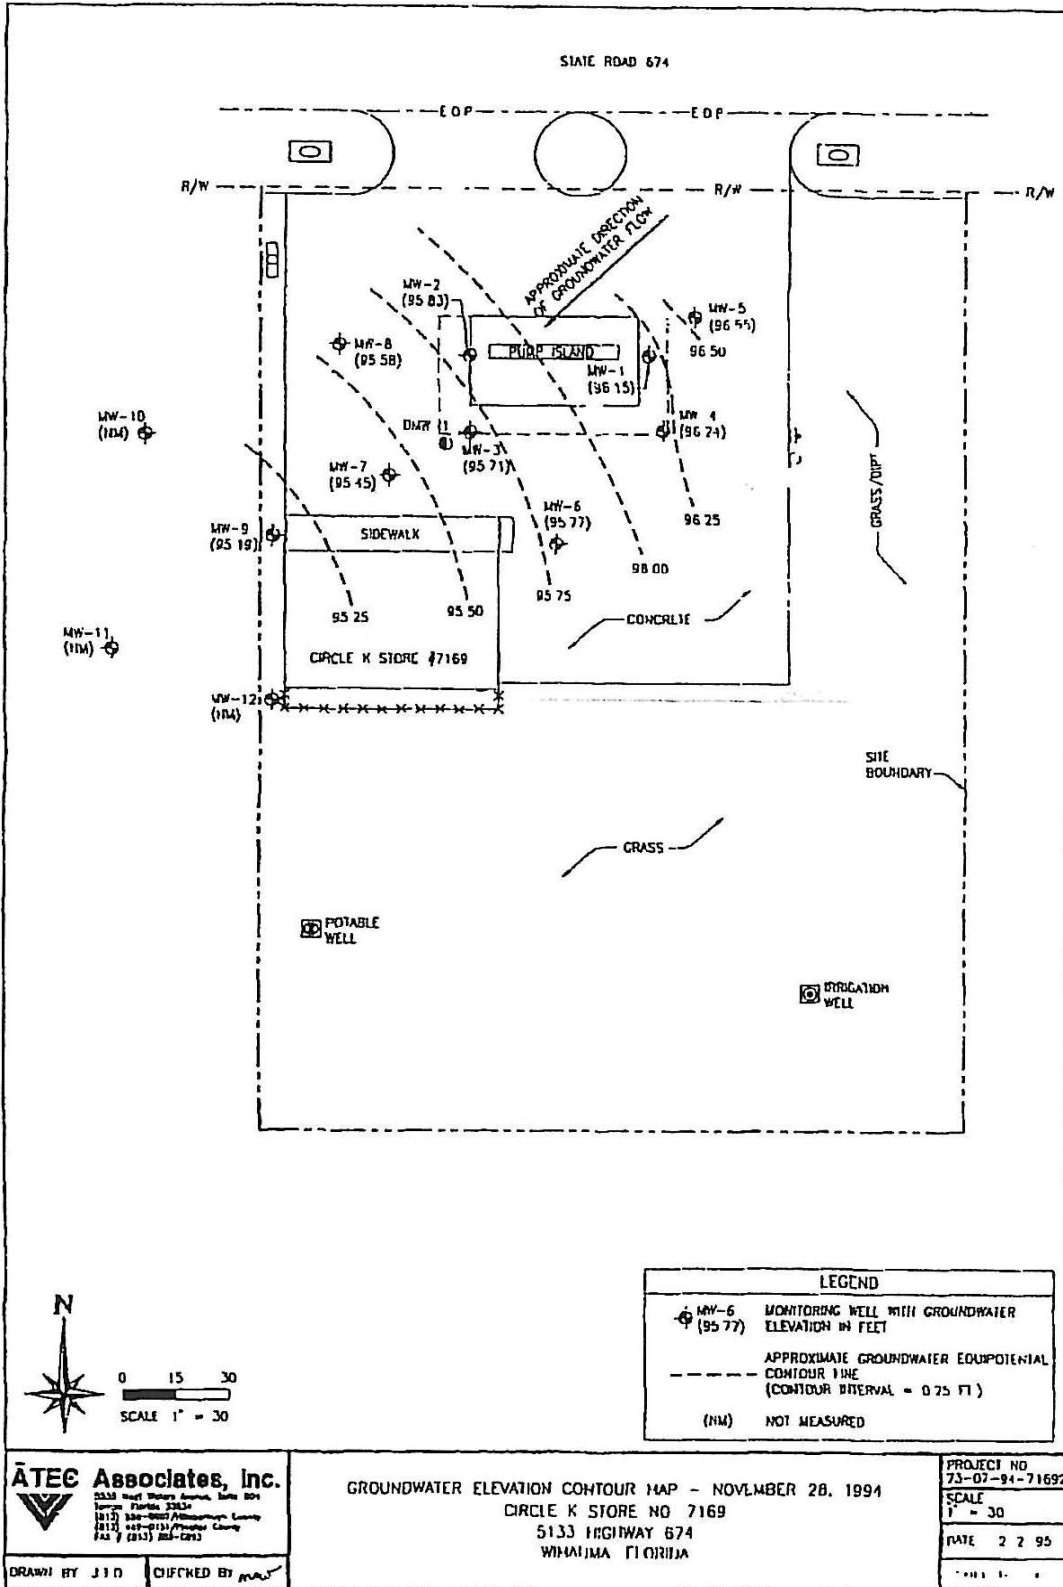 STATE ROAD 674
E O P
E O P
R/W
R/W
R/W
APPROXIMATE DIRECTION
OF GROUNDWATER FLOW
MW-2
(95 83)
MW-5
(96 55)
96 50
MW-8
(95 58)
PUMP ISLAND
MW-1
(96 15)
MW-10
(NM)
DMW 11
MW-4
(96 24)
MW-3
(95 71)
MW-7
(95 45)
GRASS/DIRT
MW-6
(95 77)
96 25
MW-9
(95 19)
SIDEWALK
98 00
95 75
95 50
95 25
CONCRETE
MW-11
(NM)
CIRCLE K STORE #7169
MW-12
(NM)
SITE
BOUNDARY
GRASS
POTABLE
WELL
IRRIGATION
WELL
N
0 15 30
SCALE 1" = 30
LEGEND
MW-6
(95 77)
MONITORING WELL WITH GROUNDWATER
ELEVATION IN FEET
APPROXIMATE GROUNDWATER EQUIPOTENTIAL
CONTOUR LINE
(CONTOUR INTERVAL = 0 25 FT )
(NM) NOT MEASURED
ATEC Associates, Inc.
GROUNDWATER ELEVATION CONTOUR MAP - NOVEMBER 28, 1994
CIRCLE K STORE NO 7169
5133 HIGHWAY 674
WIMAUMA FLORIDA
PROJECT NO
73-07-94-71692
SCALE
1" = 30
DATE 2 2 95
DRAWN BY J I D
CHECKED BY